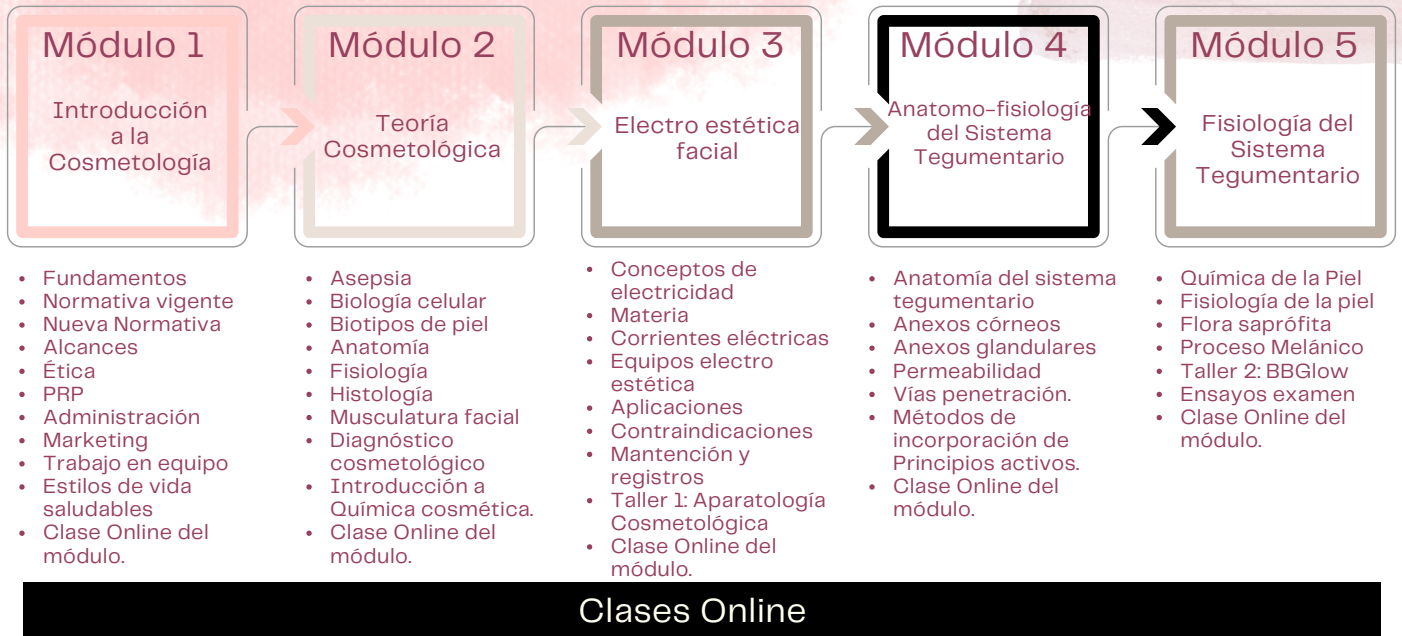 Módulo 1
Introducción
a la
Cosmetología
• Fundamentos
• Normativa vigente
• Nueva Normativa
• Alcances
• Ética
• PRP
• Administración
• Marketing
• Trabajo en equipo
• Estilos de vida
saludables
• Clase Online del
módulo.
Módulo 2
Teoría
Cosmetológica
• Asepsia
• Biología celular
• Biotipos de piel
• Anatomía
• Fisiología
• Histología
• Musculatura facial
• Diagnóstico
cosmetológico
• Introducción a
Química cosmética.
• Clase Online del
módulo.
Módulo 3
Electro estética
facial
• Conceptos de
electricidad
• Materia
• Corrientes eléctricas
• Equipos electro
estética
• Aplicaciones
• Contraindicaciones
• Mantención y
registros
• Taller 1: Aparatología
Cosmetológica
• Clase Online del
módulo.
Módulo 4
Anatomo-fisiología
del Sistema
Tegumentario
• Anatomía del sistema
tegumentario
• Anexos córneos
• Anexos glandulares
• Permeabilidad
• Vías penetración.
• Métodos de
incorporación de
Principios activos.
• Clase Online del
módulo.
Módulo 5
Fisiología del
Sistema
Tegumentario
• Química de la Piel
• Fisiología de la piel
• Flora saprófita
• Proceso Melánico
• Taller 2: BBGlow
• Ensayos examen
• Clase Online del
módulo.
Clases Online